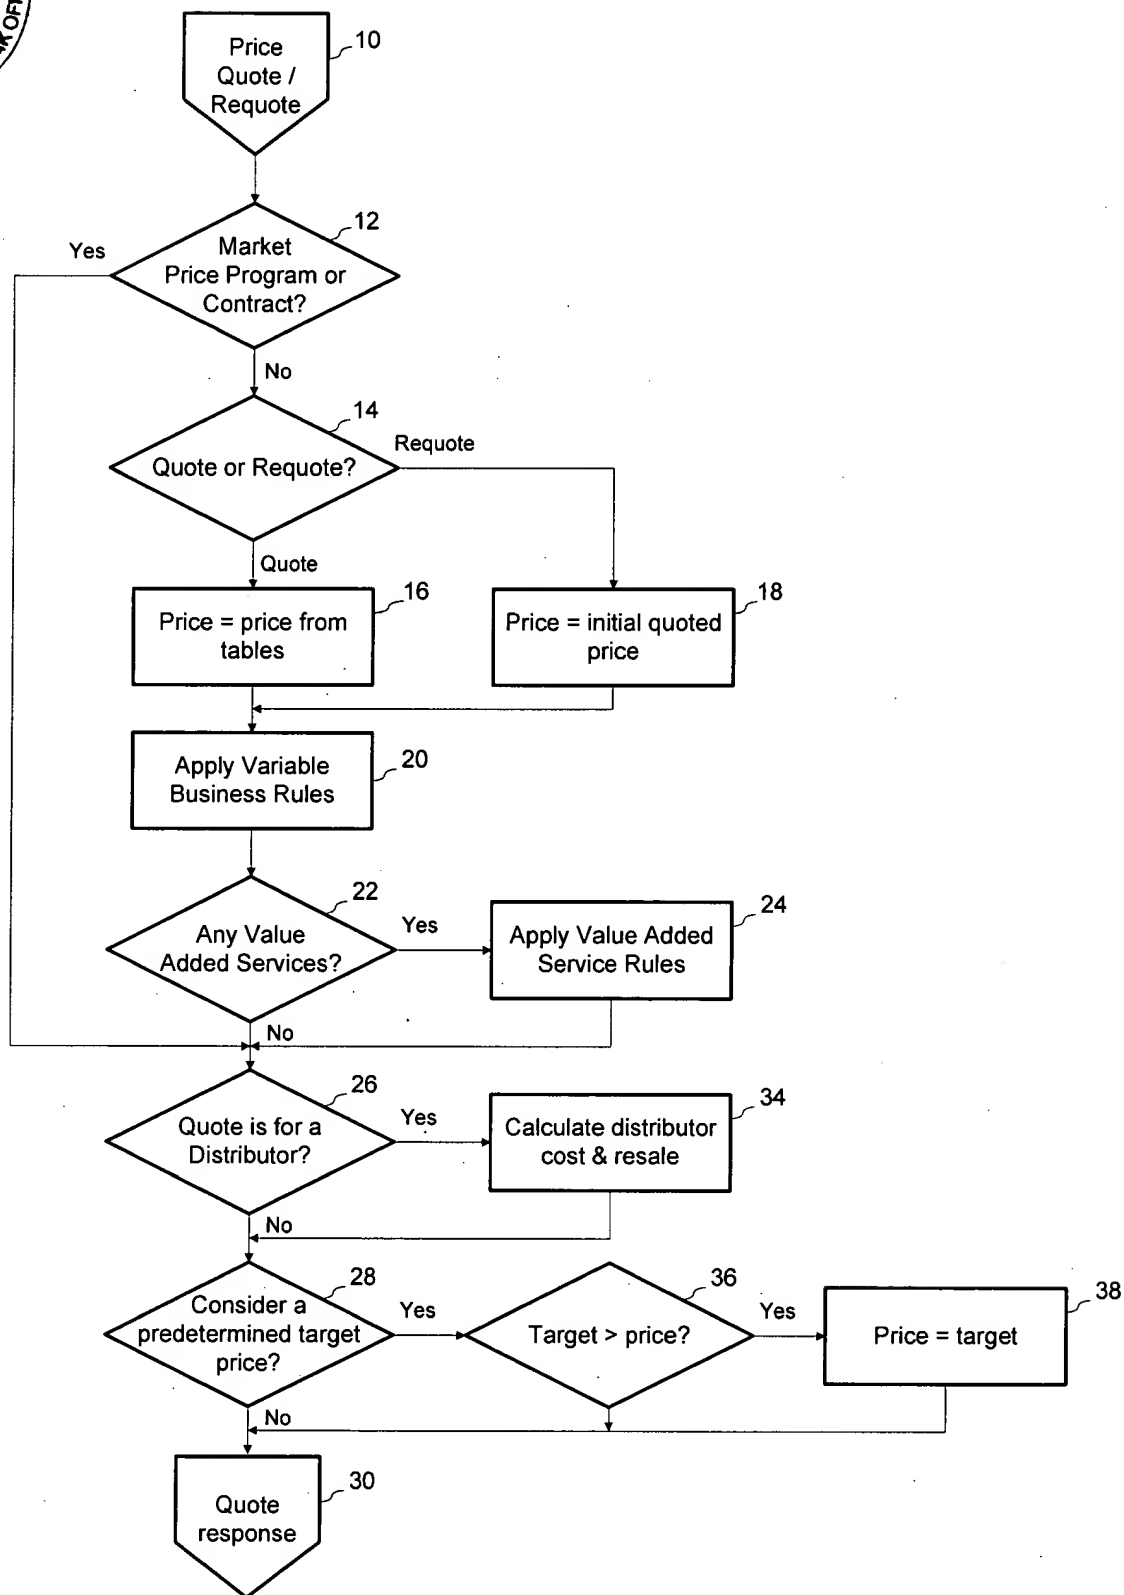 Price
Quote /
Requote
10
12
Yes
Market
Price Program or
Contract?
No
14
Requote
Quote or Requote?
Quote
16
18
Price = price from
tables
Price = initial quoted
price
20
Apply Variable
Business Rules
22
24
Yes
Any Value
Added Services?
Apply Value Added
Service Rules
No
26
34
Yes
Quote is for a
Distributor?
Calculate distributor
cost & resale
No
28
36
38
Yes
Yes
Consider a
predetermined target
price?
Target > price?
Price = target
No
30
Quote
response